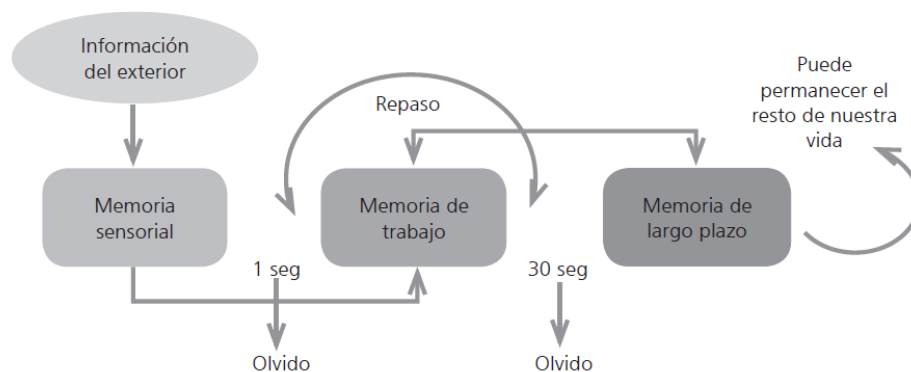 Información
del exterior
Repaso
Puede
permanecer el
resto de nuestra
vida
Memoria
sensorial
Memoria de
trabajo
Memoria de
largo plazo
1 seg
30 seg
Olvido
Olvido